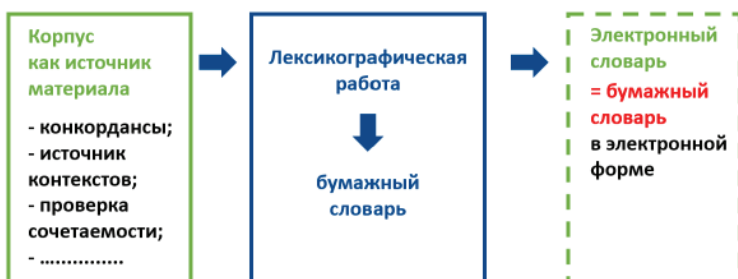 Корпус
как источник
материала
- конкордансы;
- источник
контекстов;
- проверка
сочетаемости;
- ….............
Лексикографическая
работа
бумажный
словарь
Электронный
словарь
= бумажный
словарь
в электронной
форме